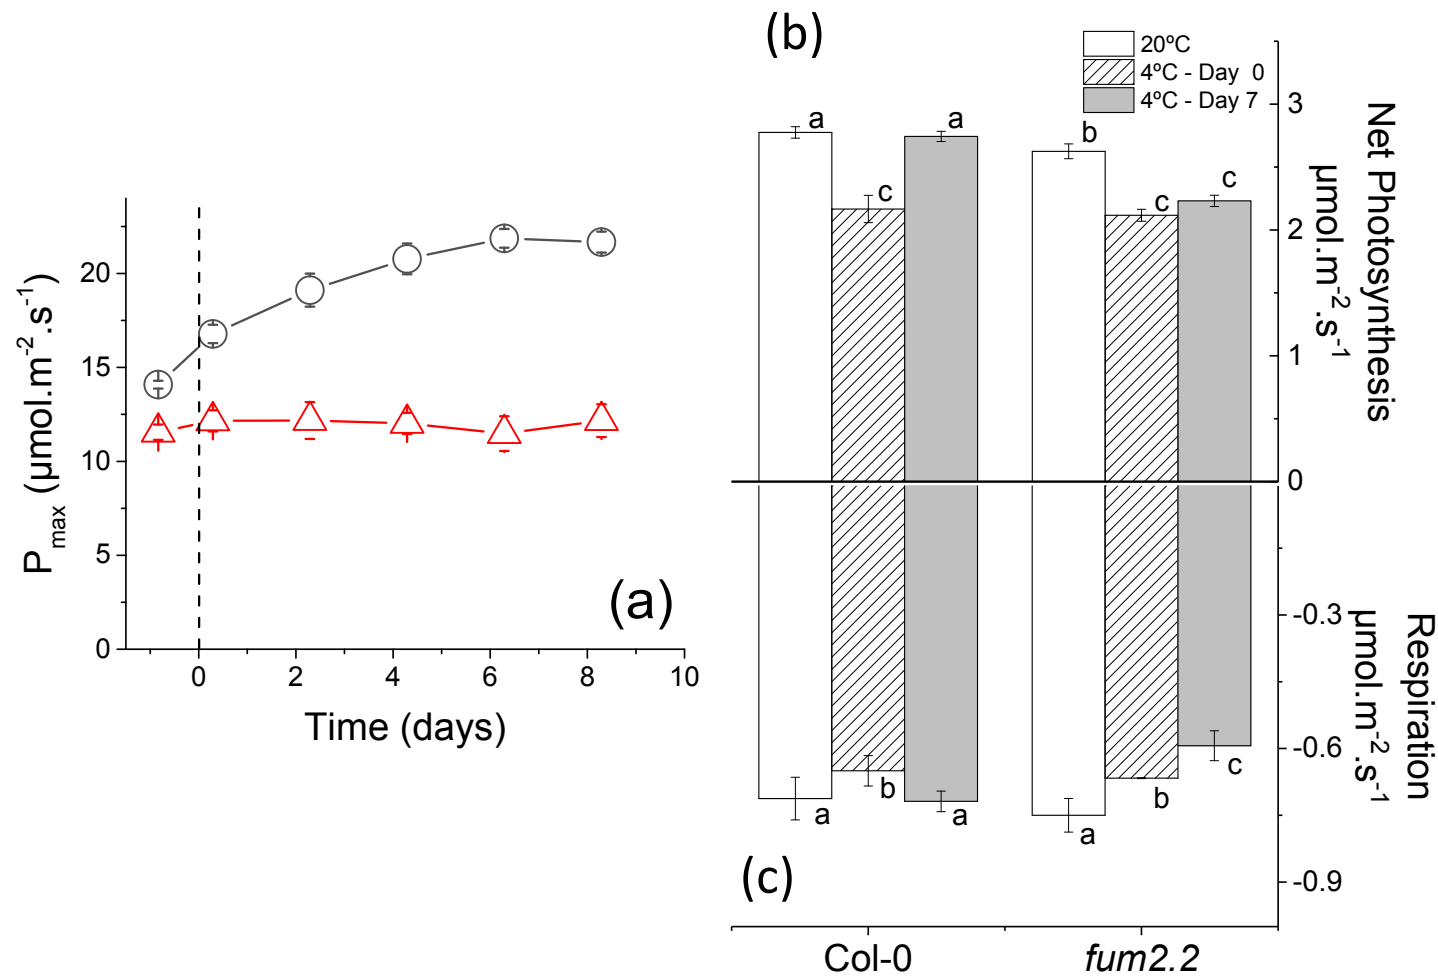 (b)
20ºC
4ºC - Day 0
4ºC - Day 7
3
2
1
0
Net Photosynthesis
µmol.m⁻².s⁻¹
a
c
a
b
c
c
20
15
10
5
0
Pmax (µmol.m⁻².s⁻¹)
(a)
0
2
4
6
8
10
Time (days)
-0.3
-0.6
-0.9
Respiration
µmol.m⁻².s⁻¹
a
b
a
a
b
c
(c)
Col-0
fum2.2